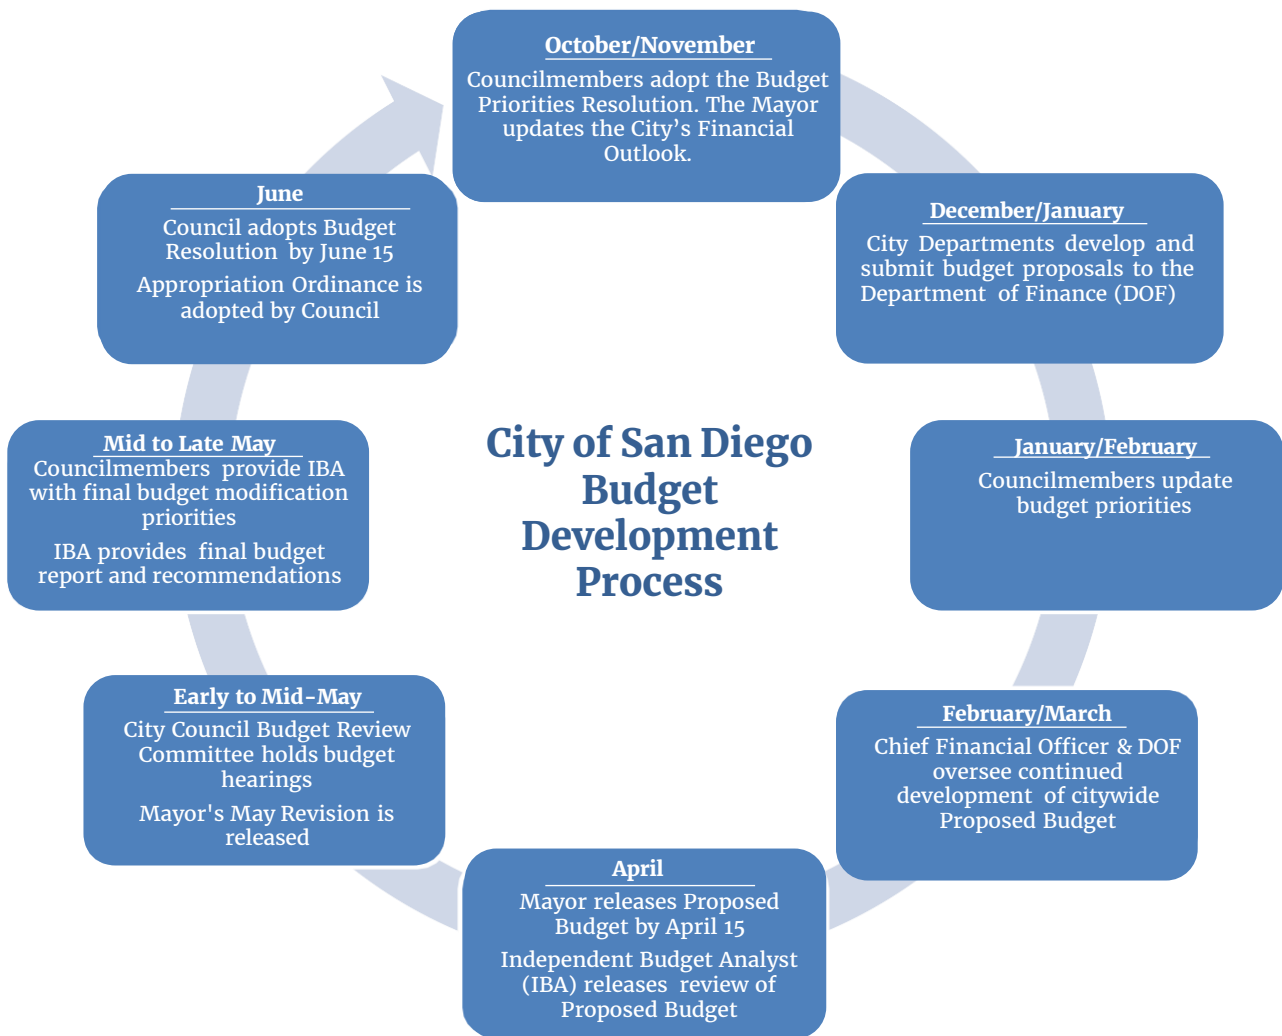 October/November
Councilmembers adopt the Budget
Priorities Resolution. The Mayor
updates the City’s Financial
Outlook.
December/January
City Departments develop and
submit budget proposals to the
Department of Finance (DOF)
January/February
Councilmembers update
budget priorities
February/March
Chief Financial Officer & DOF
oversee continued
development of citywide
Proposed Budget
April
Mayor releases Proposed
Budget by April 15
Independent Budget Analyst
(IBA) releases review of
Proposed Budget
Early to Mid-May
City Council Budget Review
Committee holds budget
hearings
Mayor's May Revision is
released
Mid to Late May
Councilmembers provide IBA
with final budget modification
priorities
IBA provides final budget
report and recommendations
June
Council adopts Budget
Resolution by June 15
Appropriation Ordinance is
adopted by Council
City of San Diego
Budget
Development
Process